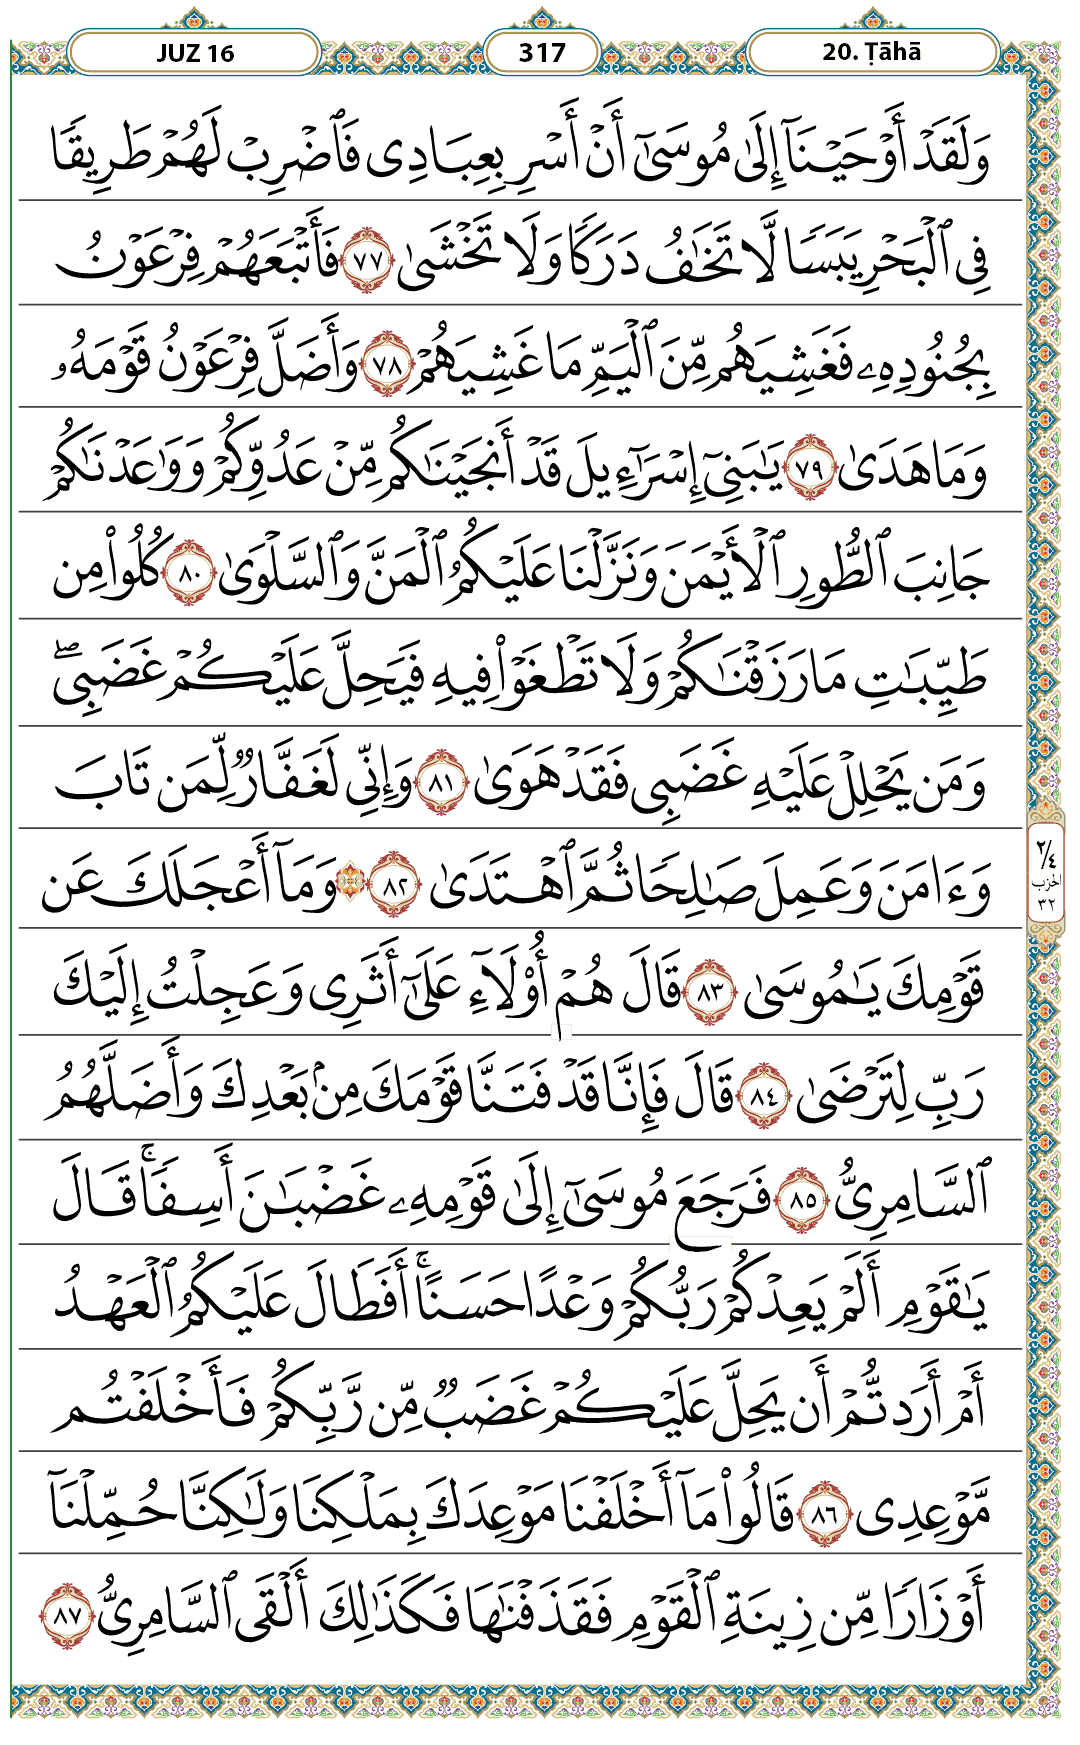 JUZ 16
317
20. Ṭāhā
وَلَقَدْ أَوْحَيْنَآ إِلَىٰ مُوسَىٰٓ أَنْ أَسْرِ بِعِبَادِى فَٱضْرِبْ لَهُمْ طَرِيقًا
فِى ٱلْبَحْرِ يَبَسًا لَّا تَخَٰفُ دَرَكًا وَلَا تَخْشَىٰ ٧٧ فَأَتْبَعَهُمْ فِرْعَوْنُ
بِجُنُودِهِۦ فَغَشِيَهُم مِّنَ ٱلْيَمِّ مَا غَشِيَهُمْ ٧٨ وَأَضَلَّ فِرْعَوْنُ قَوْمَهُۥ
وَمَا هَدَىٰ ٧٩ يَٰبَنِىٓ إِسْرَٰٓءِيلَ قَدْ أَنجَيْنَٰكُم مِّنْ عَدُوِّكُمْ وَوَٰعَدْنَٰكُمْ
جَانِبَ ٱلطُّورِ ٱلْأَيْمَنَ وَنَزَّلْنَا عَلَيْكُمُ ٱلْمَنَّ وَٱلسَّلْوَىٰ ٨٠ كُلُوا۟ مِن
طَيِّبَٰتِ مَا رَزَقْنَٰكُمْ وَلَا تَطْغَوْا۟ فِيهِ فَيَحِلَّ عَلَيْكُمْ غَضَبِى ۖ
وَمَن يَحْلِلْ عَلَيْهِ غَضَبِى فَقَدْ هَوَىٰ ٨١ وَإِنِّى لَغَفَّارٌ لِّمَن تَابَ
وَءَامَنَ وَعَمِلَ صَٰلِحًا ثُمَّ ٱهْتَدَىٰ ٨٢ ۞ وَمَآ أَعْجَلَكَ عَن
قَوْمِكَ يَٰمُوسَىٰ ٨٣ قَالَ هُمْ أُو۟لَآءِ عَلَىٰٓ أَثَرِى وَعَجِلْتُ إِلَيْكَ
رَبِّ لِتَرْضَىٰ ٨٤ قَالَ فَإِنَّا قَدْ فَتَنَّا قَوْمَكَ مِنۢ بَعْدِكَ وَأَضَلَّهُمُ
ٱلسَّامِرِىُّ ٨٥ فَرَجَعَ مُوسَىٰٓ إِلَىٰ قَوْمِهِۦ غَضْبَٰنَ أَسِفًا ۚ قَالَ
يَٰقَوْمِ أَلَمْ يَعِدْكُمْ رَبُّكُمْ وَعْدًا حَسَنًا ۚ أَفَطَالَ عَلَيْكُمُ ٱلْعَهْدُ
أَمْ أَرَدتُّمْ أَن يَحِلَّ عَلَيْكُمْ غَضَبٌ مِّن رَّبِّكُمْ فَأَخْلَفْتُم
مَّوْعِدِى ٨٦ قَالُوا۟ مَآ أَخْلَفْنَا مَوْعِدَكَ بِمَلْكِنَا وَلَٰكِنَّا حُمِّلْنَآ
أَوْزَارًا مِّن زِينَةِ ٱلْقَوْمِ فَقَذَفْنَٰهَا فَكَذَٰلِكَ أَلْقَى ٱلسَّامِرِىُّ ٨٧
٢/٤
الحزب
٣٢